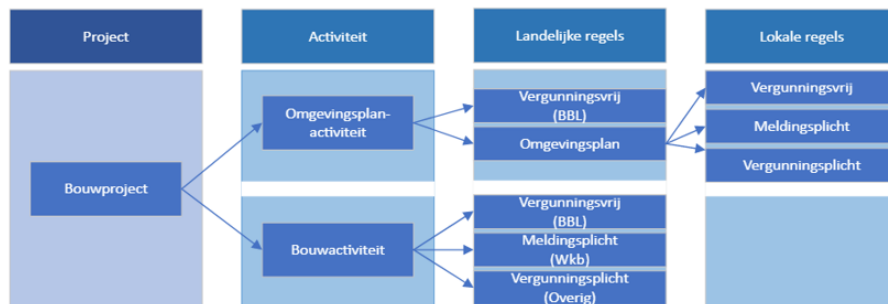 Project
Activiteit
Landelijke regels
Lokale regels
Bouwproject
Omgevingsplan-
activiteit
Vergunningsvrij
(BBL)
Omgevingsplan
Vergunningsvrij
Meldingsplicht
Vergunningsplicht
Bouwactiviteit
Vergunningsvrij
(BBL)
Meldingsplicht
(Wkb)
Vergunningsplicht
(Overig)